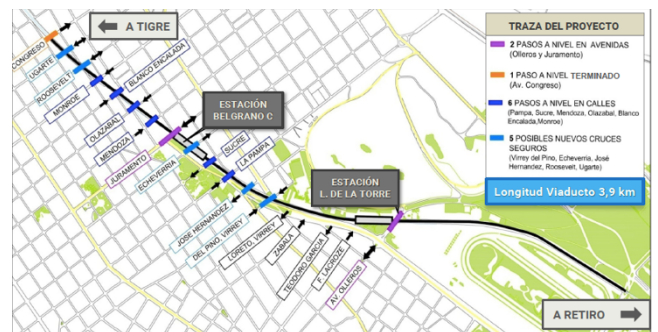 A TIGRE
CONGRESO
UGARTE
ROOSEVELT
MONROE
BLANCO ENCALADA
OLAZABAL
MENDOZA
JURAMENTO
ESTACIÓN
BELGRANO C
ECHEVERRIA
SUCRE
LA PAMPA
JOSE HERNANDEZ
DEL PINO, VIRREY
LORETO, VIRREY
ZABALA
TEODORO GARCIA
F. LACROZE
AV. OLLEROS
ESTACIÓN
L. DE LA TORRE
TRAZA DEL PROYECTO
2 PASOS A NIVEL EN AVENIDAS
(Olleros y Juramento)
1 PASO A NIVEL TERMINADO
(Av. Congreso)
6 PASOS A NIVEL EN CALLES
(Pampa, Sucre, Mendoza, Olazabal, Blanco
Encalada,Monroe)
5 POSIBLES NUEVOS CRUCES
SEGUROS
(Virrey del Pino, Echeverria, José
Hernandez, Roosevelt, Ugarte)
Longitud Viaducto 3,9 km
A RETIRO